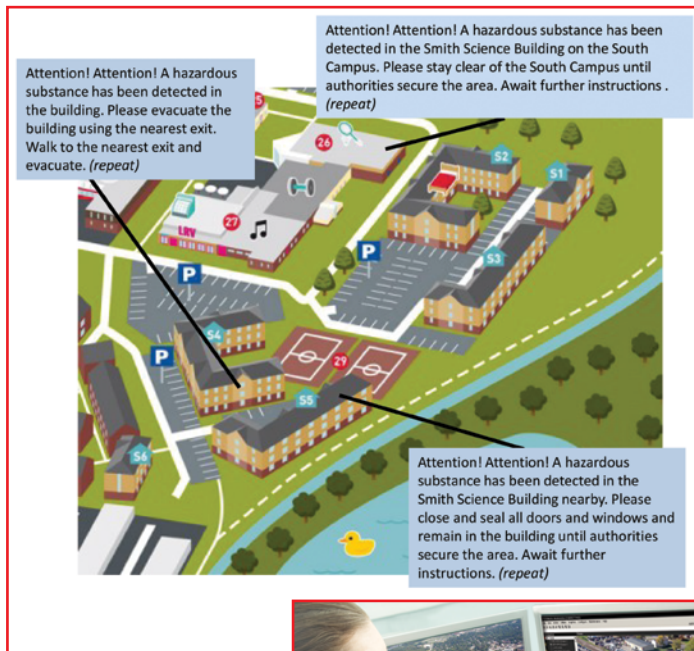 Attention! Attention! A hazardous substance has been
detected in the Smith Science Building on the South
Campus. Please stay clear of the South Campus until
authorities secure the area. Await further instructions .
(repeat)
Attention! Attention! A hazardous
substance has been detected in
the building. Please evacuate the
building using the nearest exit.
Walk to the nearest exit and
evacuate. (repeat)
26
S2
S1
27
LRV
S3
P
P
S4
P
29
S5
S6
Attention! Attention! A hazardous
substance has been detected in the
Smith Science Building nearby. Please
close and seal all doors and windows and
remain in the building until authorities
secure the area. Await further
instructions. (repeat)